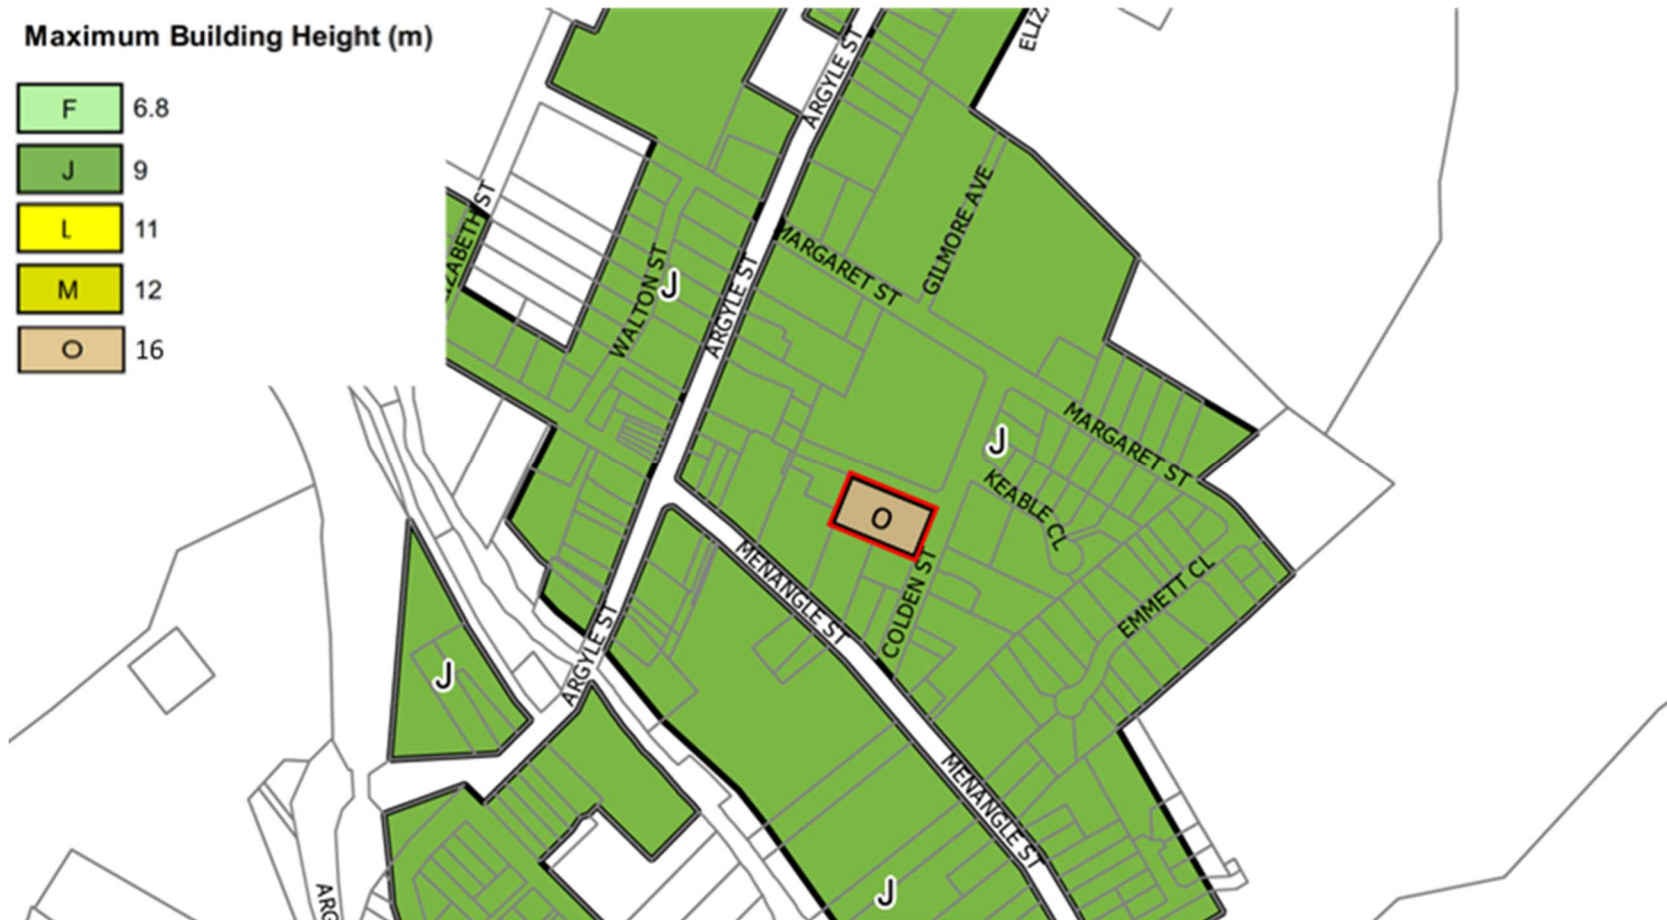 Maximum Building Height (m)
F 6.8
J 9
L 11
M 12
O 16
ELIZ
ARGYLE ST
GILMORE AVE
IZABETH ST
MARGARET ST
WALTON ST
J
ARGYLE ST
MARGARET ST
J
KEABLE CL
O
MENANGLE ST
COLDEN ST
EMMETT CL
ARGYLE ST
J
MENANGLE ST
ARG
J